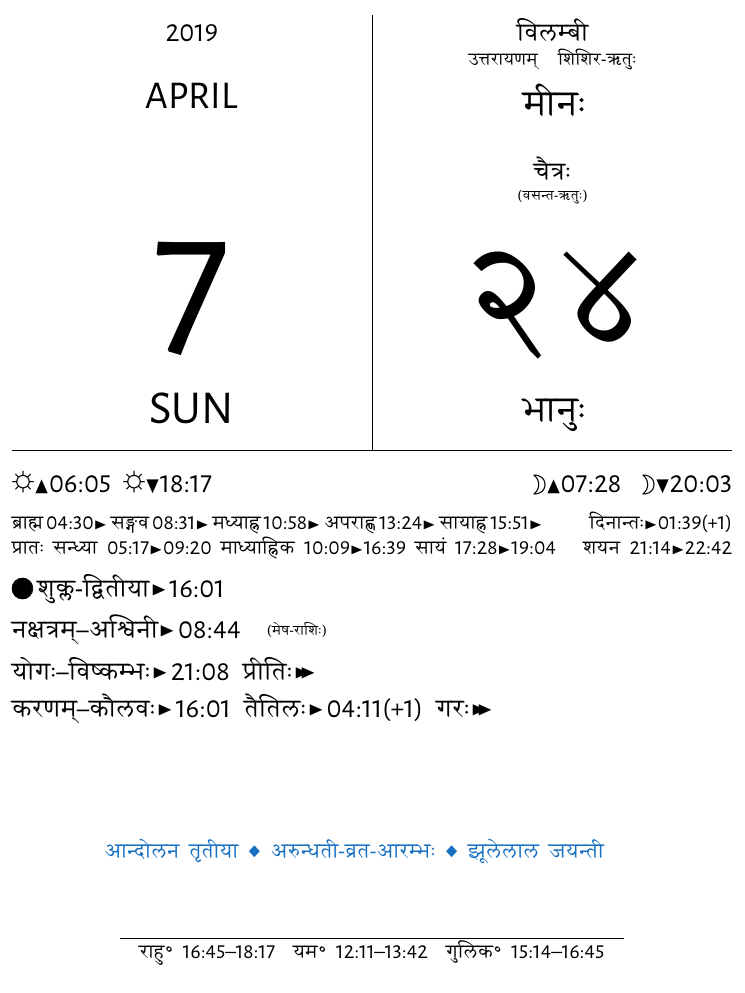 2019
APRIL
7
SUN
विलम्बी
उत्तरायणम् शिशिर-ऋतुः
मीनः
चैत्रः
(वसन्त-ऋतुः)
२४
भानुः
☼▲06:05 ☼▼18:17 ☽▲07:28 ☽▼20:03
ब्राह्म 04:30► सङ्गव 08:31► मध्याह्न 10:58► अपराह्ण 13:24► सायाह्न 15:51► दिनान्तः►01:39(+1)
प्रातः सन्ध्या 05:17►09:20 माध्याह्निक 10:09►16:39 सायं 17:28►19:04 शयन 21:14►22:42
●शुक्ल-द्वितीया►16:01
नक्षत्रम्–अश्विनी►08:44 (मेष-राशिः)
योगः–विष्कम्भः►21:08 प्रीतिः►►
करणम्–कौलवः►16:01 तैतिलः►04:11(+1) गरः►►
आन्दोलन तृतीया ◆ अरुन्धती-व्रत-आरम्भः ◆ झूलेलाल जयन्ती
राहु° 16:45–18:17 यम° 12:11–13:42 गुलिक° 15:14–16:45